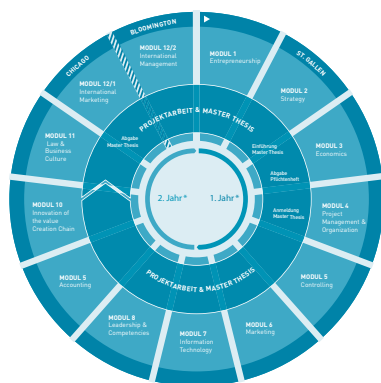 BLOOMINGTON
CHICAGO
ST. GALLEN
MODUL 1
Entrepreneurship
MODUL 2
Strategy
MODUL 3
Economics
MODUL 4
Project
Management &
Organization
MODUL 5
Controlling
MODUL 6
Marketing
MODUL 7
Information
Technology
MODUL 8
Leadership &
Competencies
MODUL 5
Accounting
MODUL 10
Innovation of
the value
Creation Chain
MODUL 11
Law &
Business
Culture
MODUL 12/1
International
Marketing
MODUL 12/2
International
Management
PROJEKTARBEIT & MASTER THESIS
Abgabe
Master Thesis
Einführung
Master Thesis
Abgabe
Pflichtenheft
Anmeldung
Master Thesis
2. Jahr*
1. Jahr*
PROJEKTARBEIT & MASTER THESIS